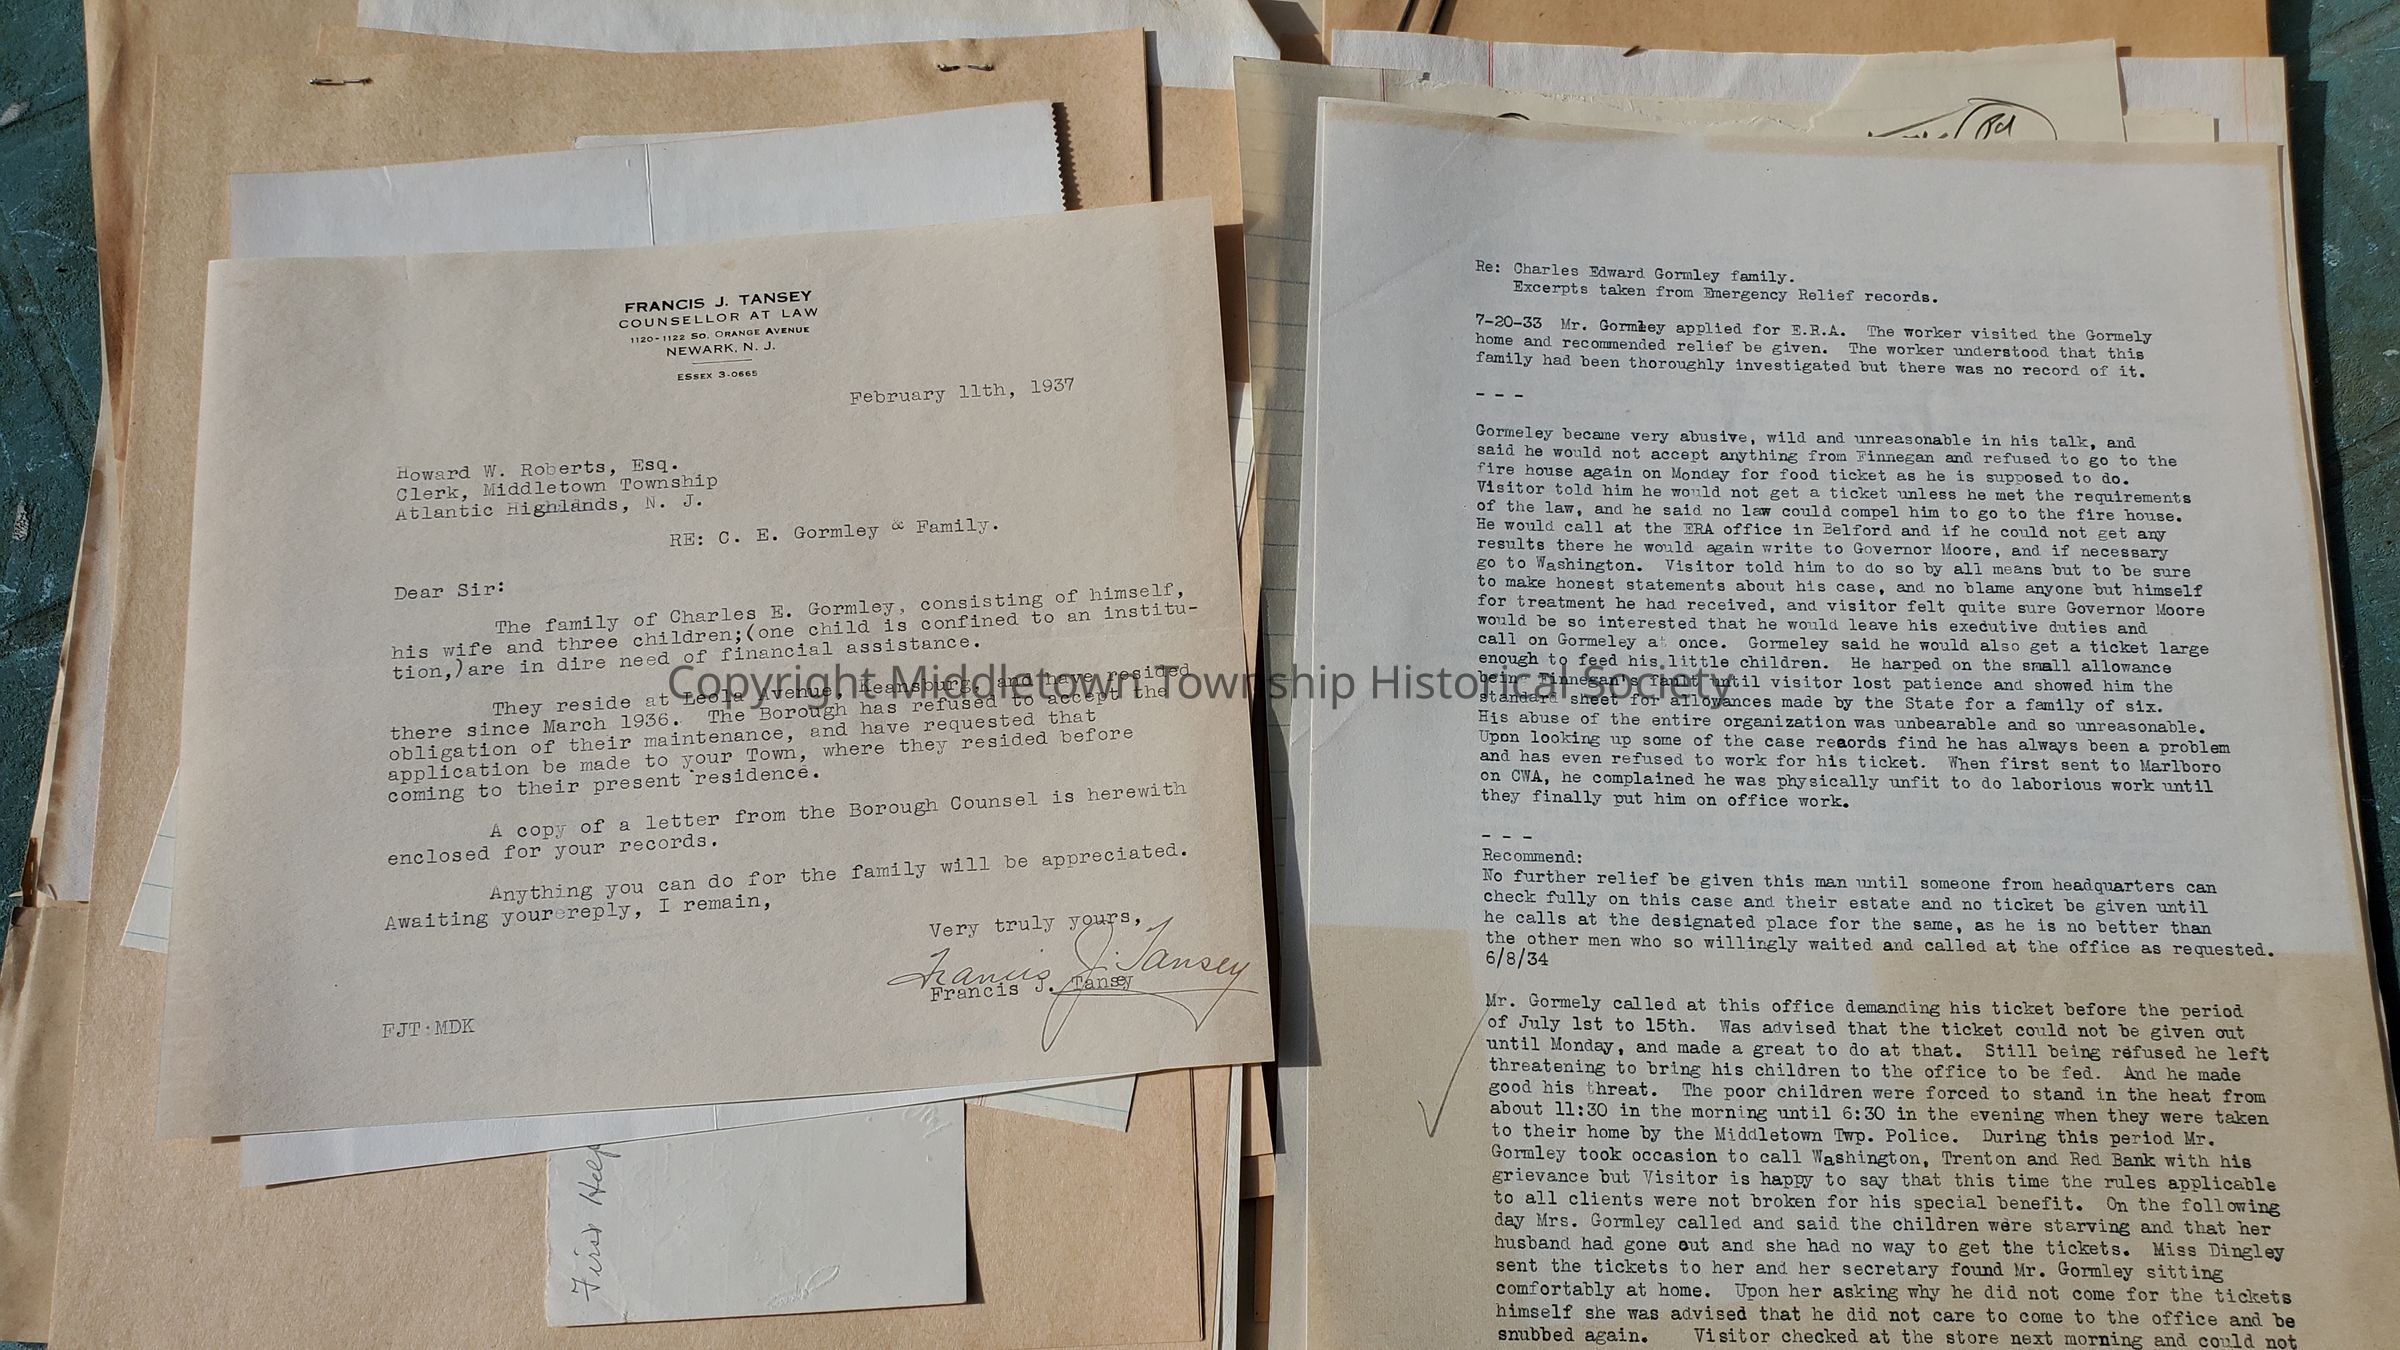 FRANCIS J. TANSEY
COUNSELLOR AT LAW
1120-1122 SO. ORANGE AVENUE
NEWARK, N. J.
ESSEX 3-0665
February 11th, 1937
Howard W. Roberts, Esq.
Clerk, Middletown Township
Atlantic Highlands, N. J.
RE: C. E. Gormley & Family.
Dear Sir:
The family of Charles E. Gormley, consisting of himself,
his wife and three children;(one child is confined to an institu-
tion,)are in dire need of financial assistance.
They reside at Leola Avenue, Keansburg, and have resided
there since March 1936. The Borough has refused to accept the
obligation of their maintenance, and have requested that
application be made to your Town, where they resided before
coming to their present residence.
A copy of a letter from the Borough Counsel is herewith
enclosed for your records.
Anything you can do for the family will be appreciated.
Awaiting your reply, I remain,
Very truly yours,
Francis J. Tansey
Francis J. Tansey
FJT:MDK
First Help
Rd
Re: Charles Edward Gormley family.
Excerpts taken from Emergency Relief records.
7-20-33 Mr. Gormley applied for E.R.A. The worker visited the Gormely
home and recommended relief be given. The worker understood that this
family had been thoroughly investigated but there was no record of it.
- - -
Gormeley became very abusive, wild and unreasonable in his talk, and
said he would not accept anything from Finnegan and refused to go to the
fire house again on Monday for food ticket as he is supposed to do.
Visitor told him he would not get a ticket unless he met the requirements
of the law, and he said no law could compel him to go to the fire house.
He would call at the ERA office in Belford and if he could not get any
results there he would again write to Governor Moore, and if necessary
go to Washington. Visitor told him to do so by all means but to be sure
to make honest statements about his case, and no blame anyone but himself
for treatment he had received, and visitor felt quite sure Governor Moore
would be so interested that he would leave his executive duties and
call on Gormeley at once. Gormeley said he would also get a ticket large
enough to feed his little children. He harped on the small allowance
being Finnegan's fault until visitor lost patience and showed him the
standard sheet for allowances made by the State for a family of six.
His abuse of the entire organization was unbearable and so unreasonable.
Upon looking up some of the case records find he has always been a problem
and has even refused to work for his ticket. When first sent to Marlboro
on CWA, he complained he was physically unfit to do laborious work until
they finally put him on office work.
- - -
Recommend:
No further relief be given this man until someone from headquarters can
check fully on this case and their estate and no ticket be given until
he calls at the designated place for the same, as he is no better than
the other men who so willingly waited and called at the office as requested.
6/8/34
Mr. Gormely called at this office demanding his ticket before the period
of July 1st to 15th. Was advised that the ticket could not be given out
until Monday, and made a great to do at that. Still being refused he left
threatening to bring his children to the office to be fed. And he made
good his threat. The poor children were forced to stand in the heat from
about 11:30 in the morning until 6:30 in the evening when they were taken
to their home by the Middletown Twp. Police. During this period Mr.
Gormley took occasion to call Washington, Trenton and Red Bank with his
grievance but Visitor is happy to say that this time the rules applicable
to all clients were not broken for his special benefit. On the following
day Mrs. Gormley called and said the children were starving and that her
husband had gone out and she had no way to get the tickets. Miss Dingley
sent the tickets to her and her secretary found Mr. Gormley sitting
comfortably at home. Upon her asking why he did not come for the tickets
himself she was advised that he did not care to come to the office and be
snubbed again. Visitor checked at the store next morning and could not
Copyright Middletown Township Historical Society